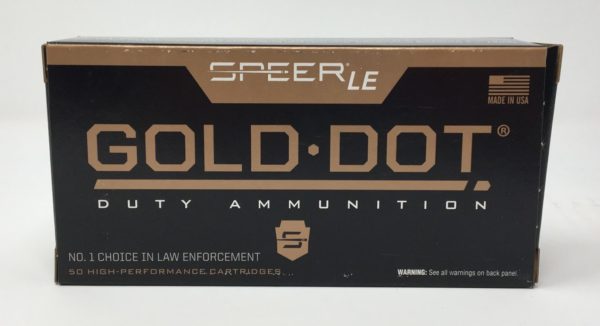 SPEER LE
MADE IN USA
GOLD·DOT®
DUTY AMMUNITION
S
NO. 1 CHOICE IN LAW ENFORCEMENT
50 HIGH-PERFORMANCE CARTRIDGES
WARNING: See all warnings on back panel.